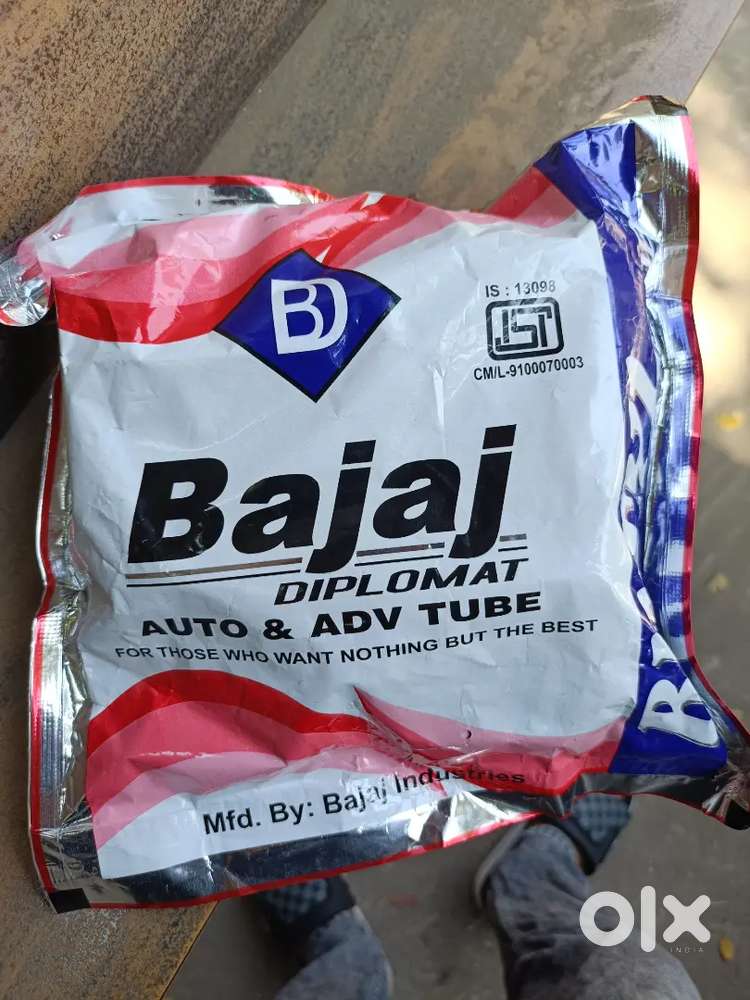 BD
IS : 13098
ISI
CM/L-9100070003
Bajaj
DIPLOMAT
AUTO & ADV TUBE
FOR THOSE WHO WANT NOTHING BUT THE BEST
Mfd. By: Bajaj Industries
olx
INDIA